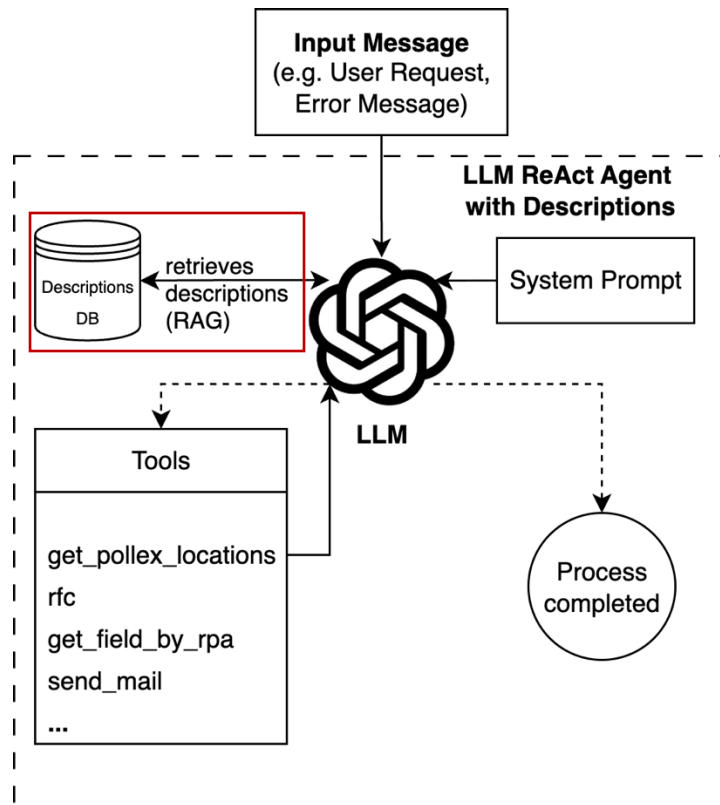 Input Message
(e.g. User Request,
Error Message)
LLM ReAct Agent
with Descriptions
Descriptions
DB
retrieves
descriptions
(RAG)
System Prompt
LLM
Tools
get_pollex_locations
rfc
get_field_by_rpa
send_mail
...
Process
completed